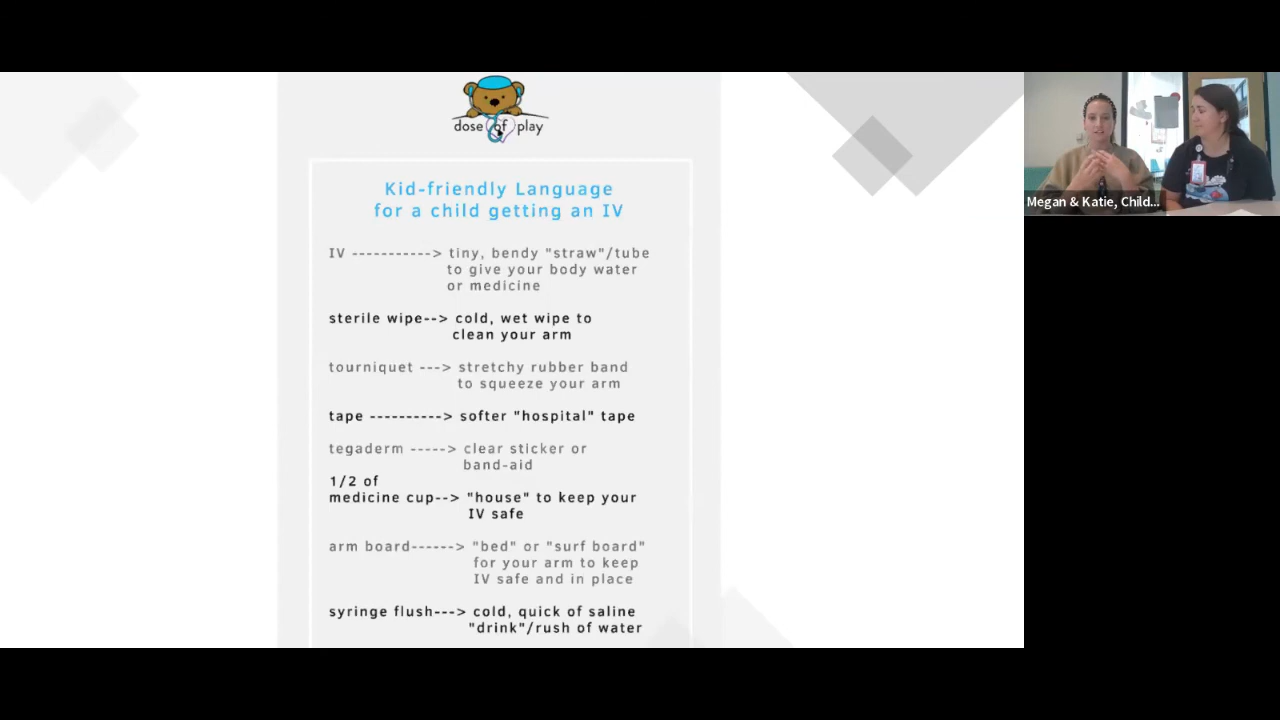 dose of play
Kid-friendly Language
for a child getting an IV
IV -----------> tiny, bendy "straw"/tube
to give your body water
or medicine
sterile wipe--> cold, wet wipe to
clean your arm
tourniquet ---> stretchy rubber band
to squeeze your arm
tape ----------> softer "hospital" tape
tegaderm -----> clear sticker or
band-aid
1/2 of
medicine cup--> "house" to keep your
IV safe
arm board------> "bed" or "surf board"
for your arm to keep
IV safe and in place
syringe flush---> cold, quick of saline
"drink"/rush of water
Megan & Katie, Child...